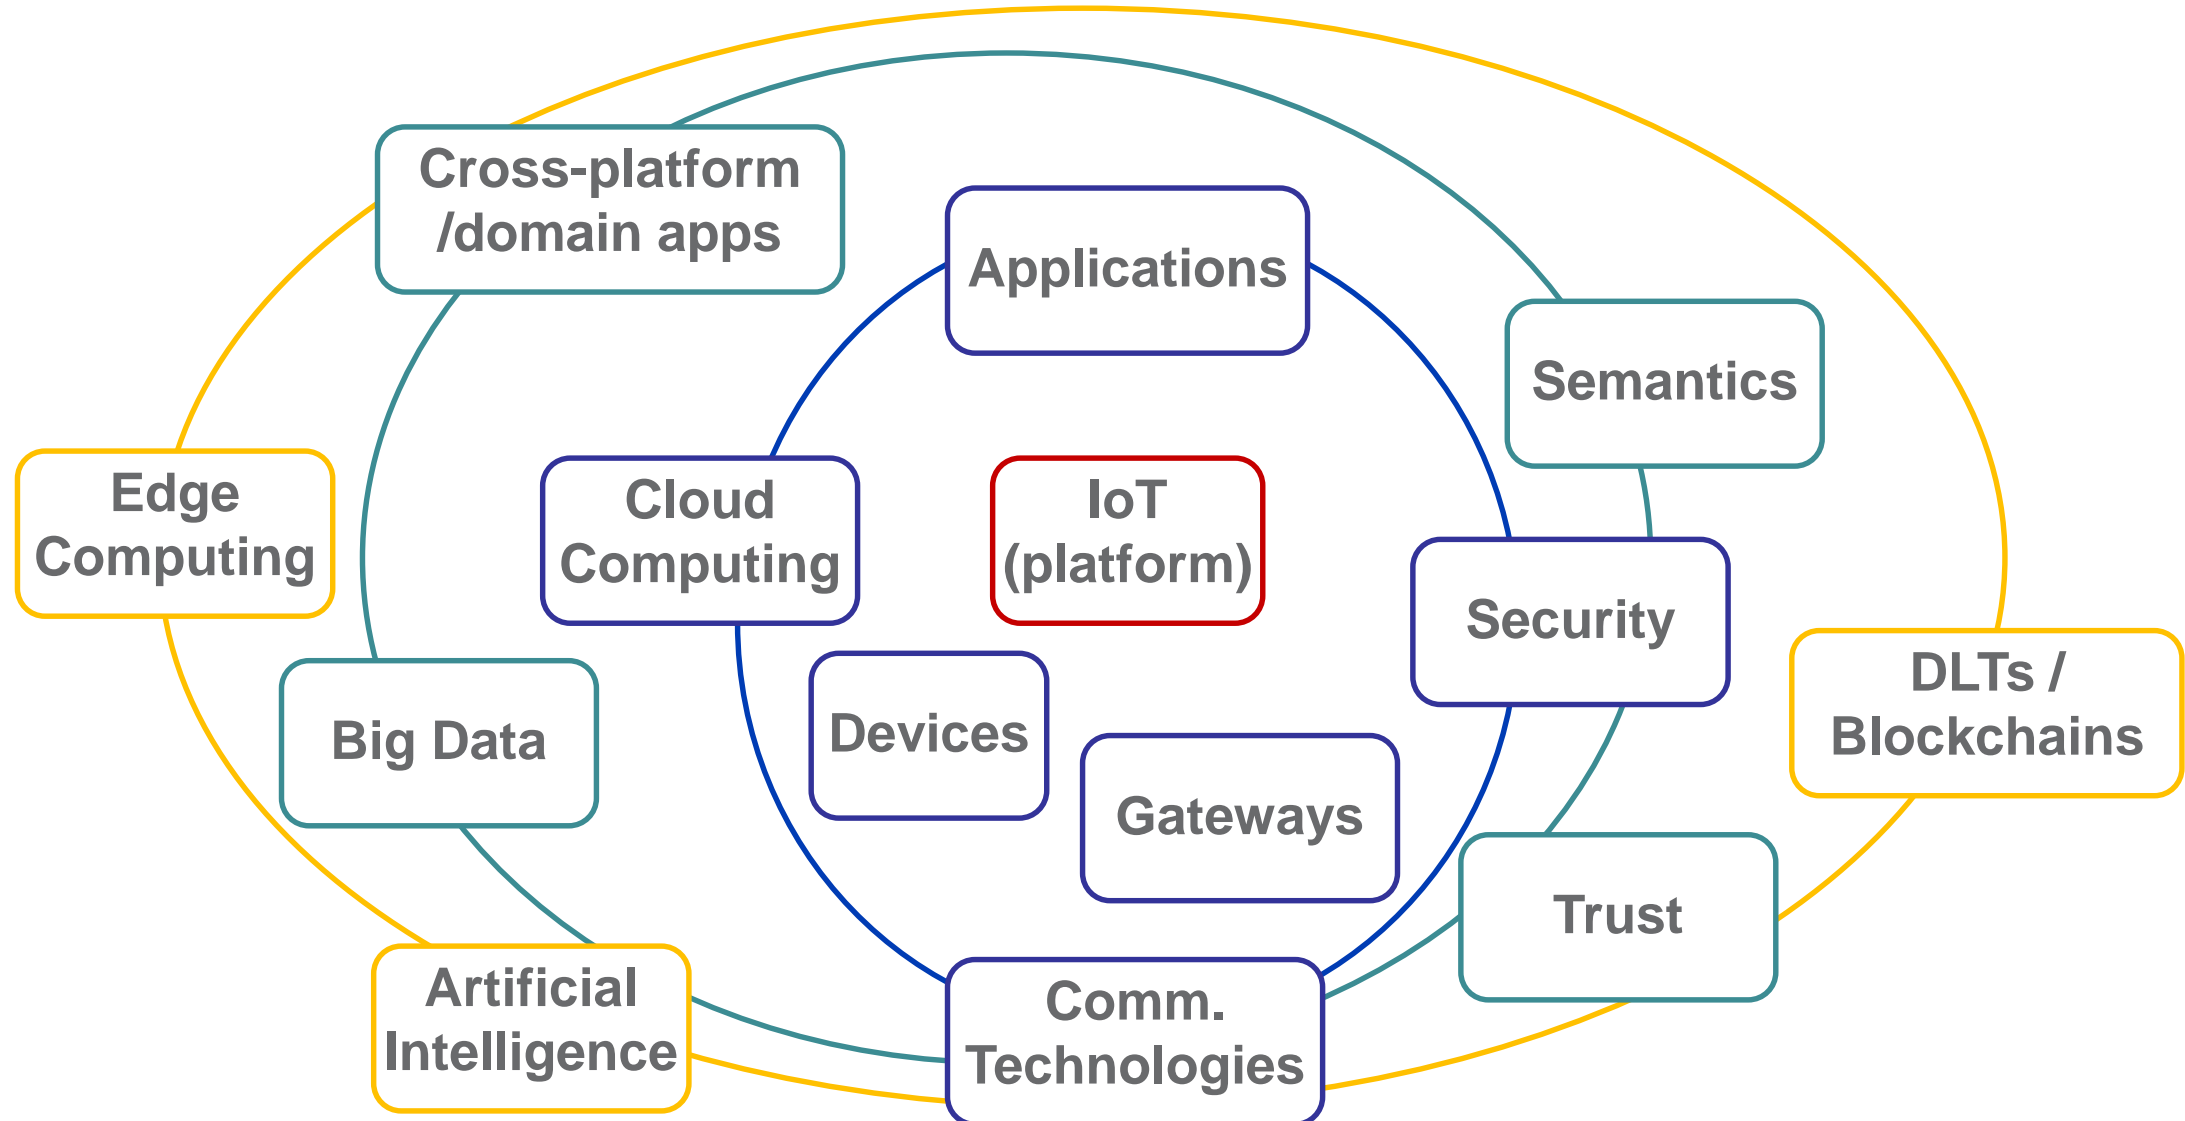 Cross-platform
/domain apps
Applications
Semantics
Edge
Computing
Cloud
Computing
IoT
(platform)
Security
DLTs /
Blockchains
Big Data
Devices
Gateways
Trust
Artificial
Intelligence
Comm.
Technologies